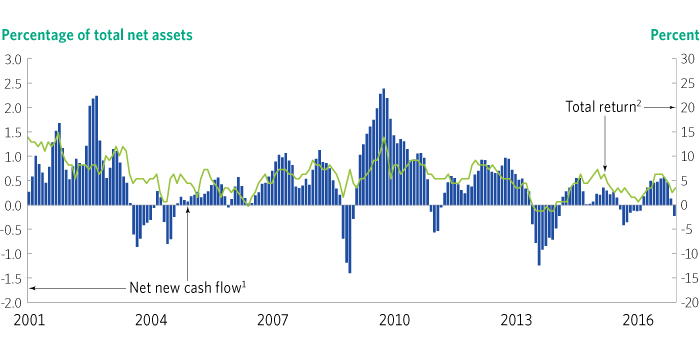 Percentage of total net assets
Percent
3.0 30
2.5 25
2.0 20
Total return2
1.5 15
1.0 10
0.5 5
0.0 0
-0.5 -5
-1.0 -10
-1.5 -15
Net new cash flow1
-2.0 -20
2001 2004 2007 2010 2013 2016